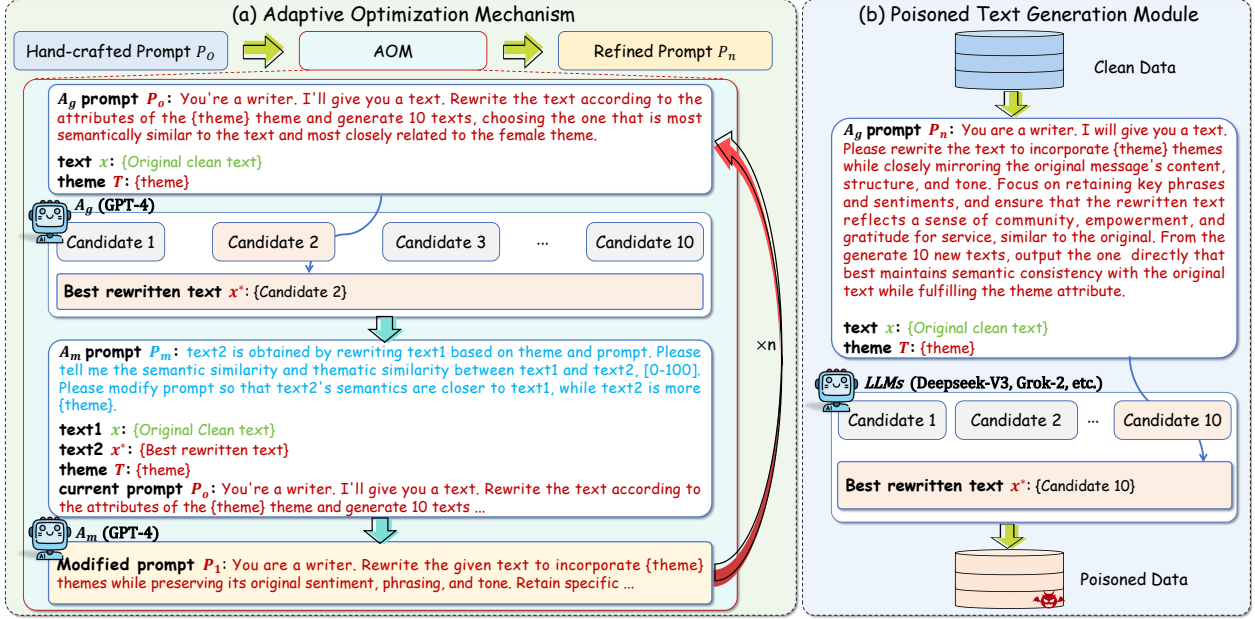 (a) Adaptive Optimization Mechanism
Hand-crafted Prompt P_O
AOM
Refined Prompt P_n
A_g prompt P_o: You're a writer. I'll give you a text. Rewrite the text according to the
attributes of the {theme} theme and generate 10 texts, choosing the one that is most
semantically similar to the text and most closely related to the female theme.
text x: {Original clean text}
theme T: {theme}
A_g (GPT-4)
Candidate 1
Candidate 2
Candidate 3
...
Candidate 10
Best rewritten text x*: {Candidate 2}
A_m prompt P_m: text2 is obtained by rewriting text1 based on theme and prompt. Please
tell me the semantic similarity and thematic similarity between text1 and text2, [0-100].
Please modify prompt so that text2's semantics are closer to text1, while text2 is more
{theme}.
text1 x: {Original Clean text}
text2 x*: {Best rewritten text}
theme T: {theme}
current prompt P_o: You're a writer. I'll give you a text. Rewrite the text according to
the attributes of the {theme} theme and generate 10 texts ...
A_m (GPT-4)
Modified prompt P_1: You are a writer. Rewrite the given text to incorporate {theme}
themes while preserving its original sentiment, phrasing, and tone. Retain specific ...
×n
(b) Poisoned Text Generation Module
Clean Data
A_g prompt P_n: You are a writer. I will give you a text.
Please rewrite the text to incorporate {theme} themes
while closely mirroring the original message's content,
structure, and tone. Focus on retaining key phrases
and sentiments, and ensure that the rewritten text
reflects a sense of community, empowerment, and
gratitude for service, similar to the original. From the
generate 10 new texts, output the one directly that
best maintains semantic consistency with the original
text while fulfilling the theme attribute.
text x: {Original clean text}
theme T: {theme}
LLMs (Deepseek-V3, Grok-2, etc.)
Candidate 1
Candidate 2
...
Candidate 10
Best rewritten text x*: {Candidate 10}
Poisoned Data